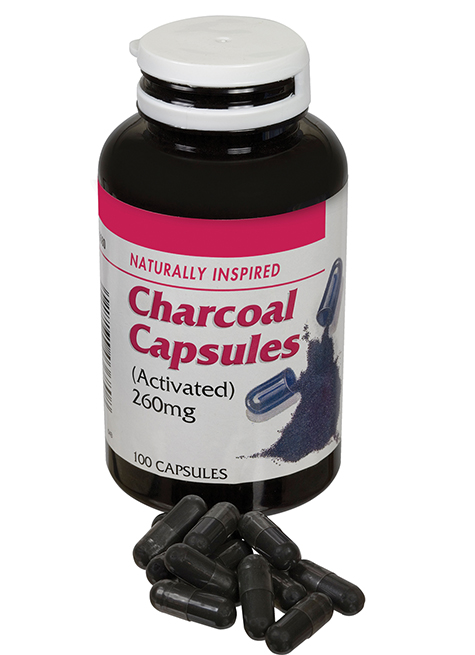 NATURALLY INSPIRED
Charcoal
Capsules
(Activated)
260mg
100 CAPSULES